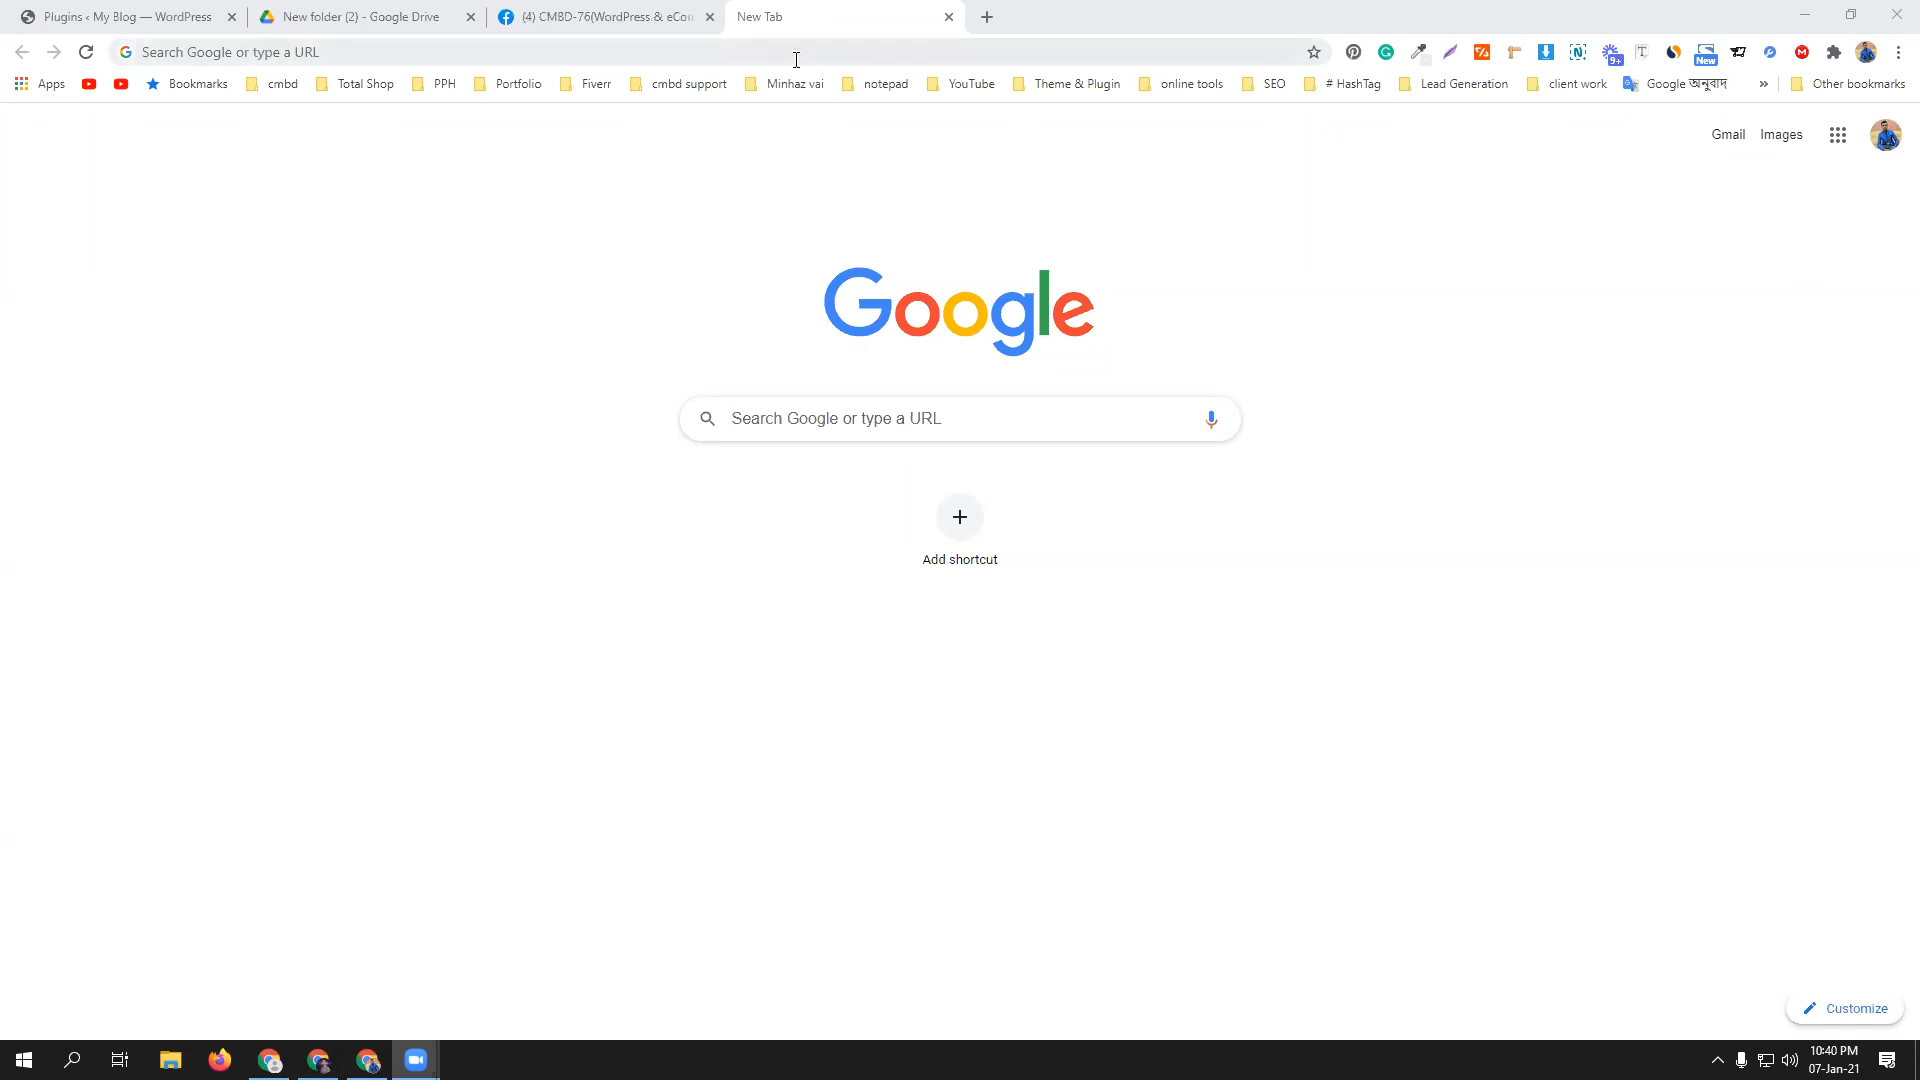 Plugins ‹ My Blog — WordPress
New folder (2) - Google Drive
(4) CMBD-76(WordPress & eCom
New Tab
Search Google or type a URL
9+
New
Apps
Bookmarks
cmbd
Total Shop
PPH
Portfolio
Fiverr
cmbd support
Minhaz vai
notepad
YouTube
Theme & Plugin
online tools
SEO
# HashTag
Lead Generation
client work
Google অনুবাদ
»
Other bookmarks
Gmail
Images
Google
Search Google or type a URL
Add shortcut
Customize
10:40 PM
07-Jan-21